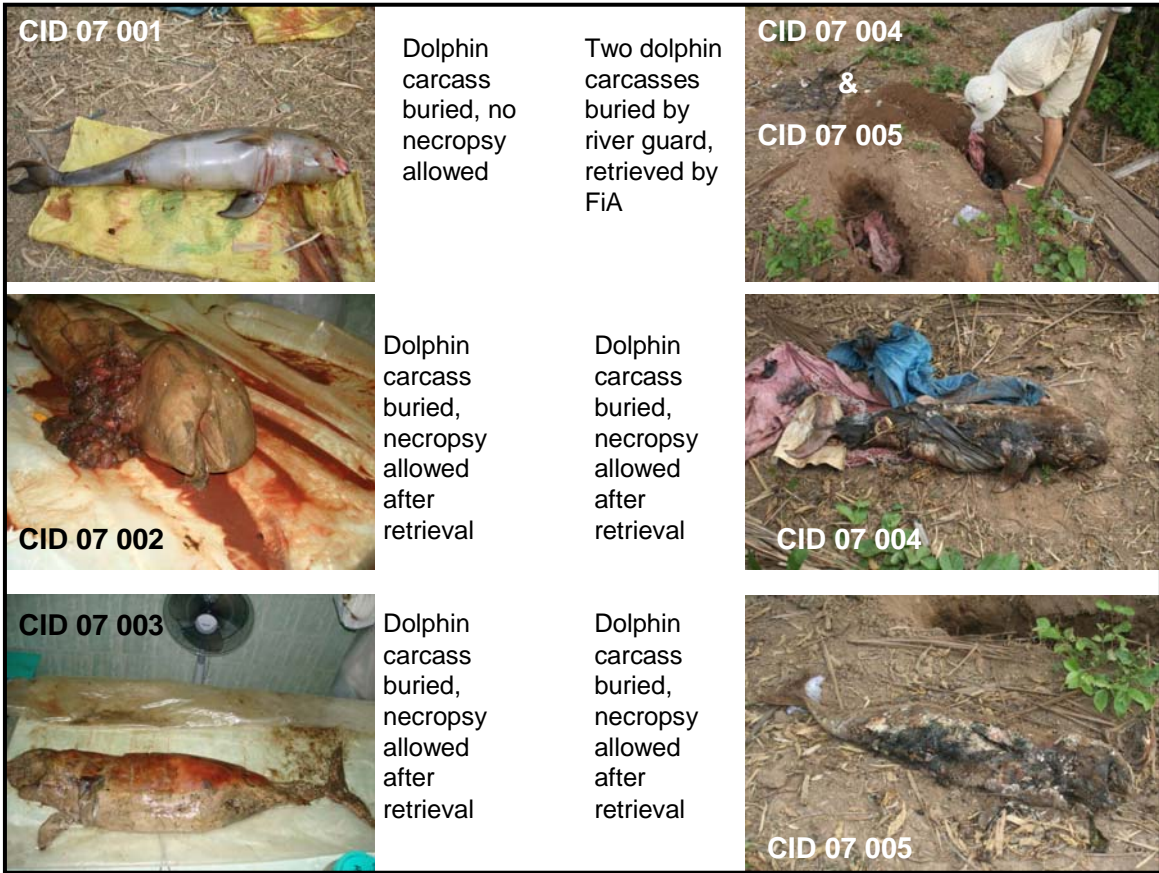 CID 07 001
Dolphin
carcass
buried, no
necropsy
allowed
Two dolphin
carcasses
buried by
river guard,
retrieved by
FiA
CID 07 004
&
CID 07 005
CID 07 002
Dolphin
carcass
buried,
necropsy
allowed
after
retrieval
Dolphin
carcass
buried,
necropsy
allowed
after
retrieval
CID 07 004
CID 07 003
Dolphin
carcass
buried,
necropsy
allowed
after
retrieval
Dolphin
carcass
buried,
necropsy
allowed
after
retrieval
CID 07 005